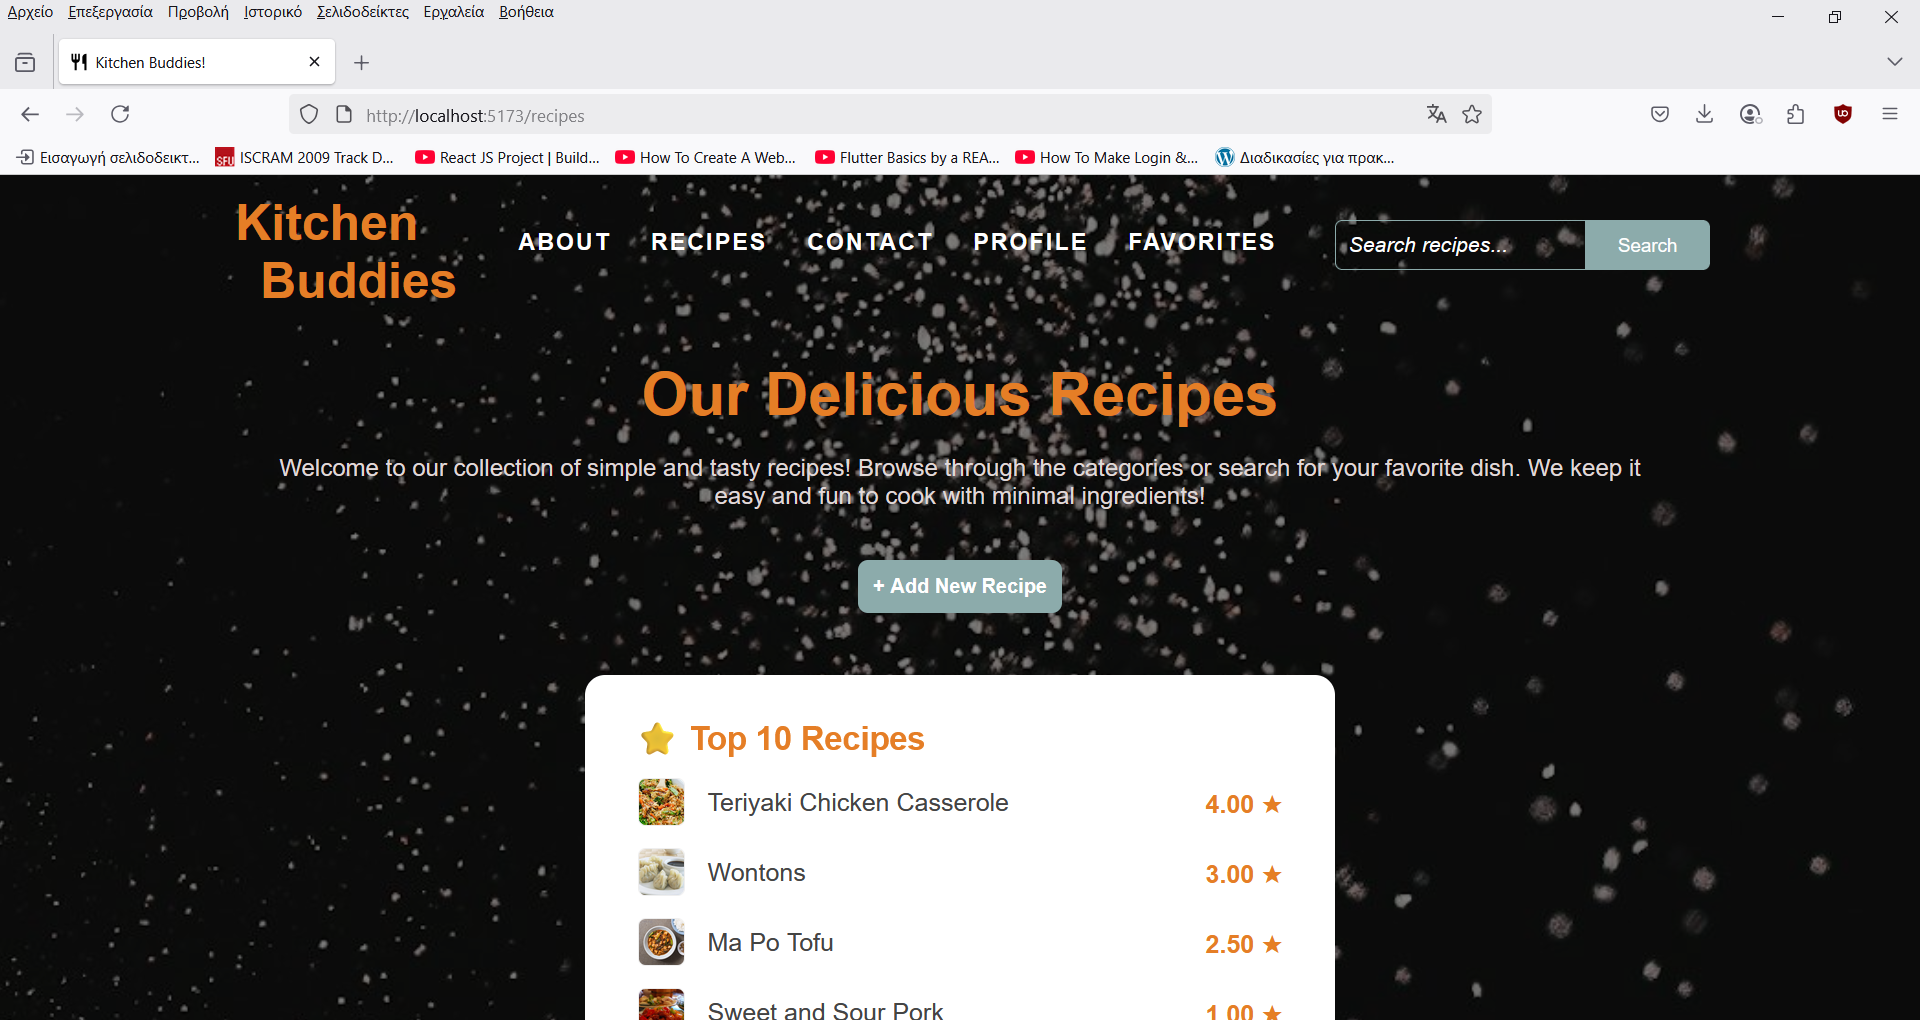 Αρχείο Επεξεργασία Προβολή Ιστορικό Σελιδοδείκτες Εργαλεία Βοήθεια
Kitchen Buddies!
http://localhost:5173/recipes
Εισαγωγή σελιδοδεικτ... SFU ISCRAM 2009 Track D... React JS Project | Build... How To Create A Web... Flutter Basics by a REA... How To Make Login &... Διαδικασίες για πρακ...
Kitchen
Buddies
ABOUT RECIPES CONTACT PROFILE FAVORITES
Search recipes... Search
Our Delicious Recipes
Welcome to our collection of simple and tasty recipes! Browse through the categories or search for your favorite dish. We keep it
easy and fun to cook with minimal ingredients!
+ Add New Recipe
⭐ Top 10 Recipes
Teriyaki Chicken Casserole 4.00 ★
Wontons 3.00 ★
Ma Po Tofu 2.50 ★
Sweet and Sour Pork 1.00 ★